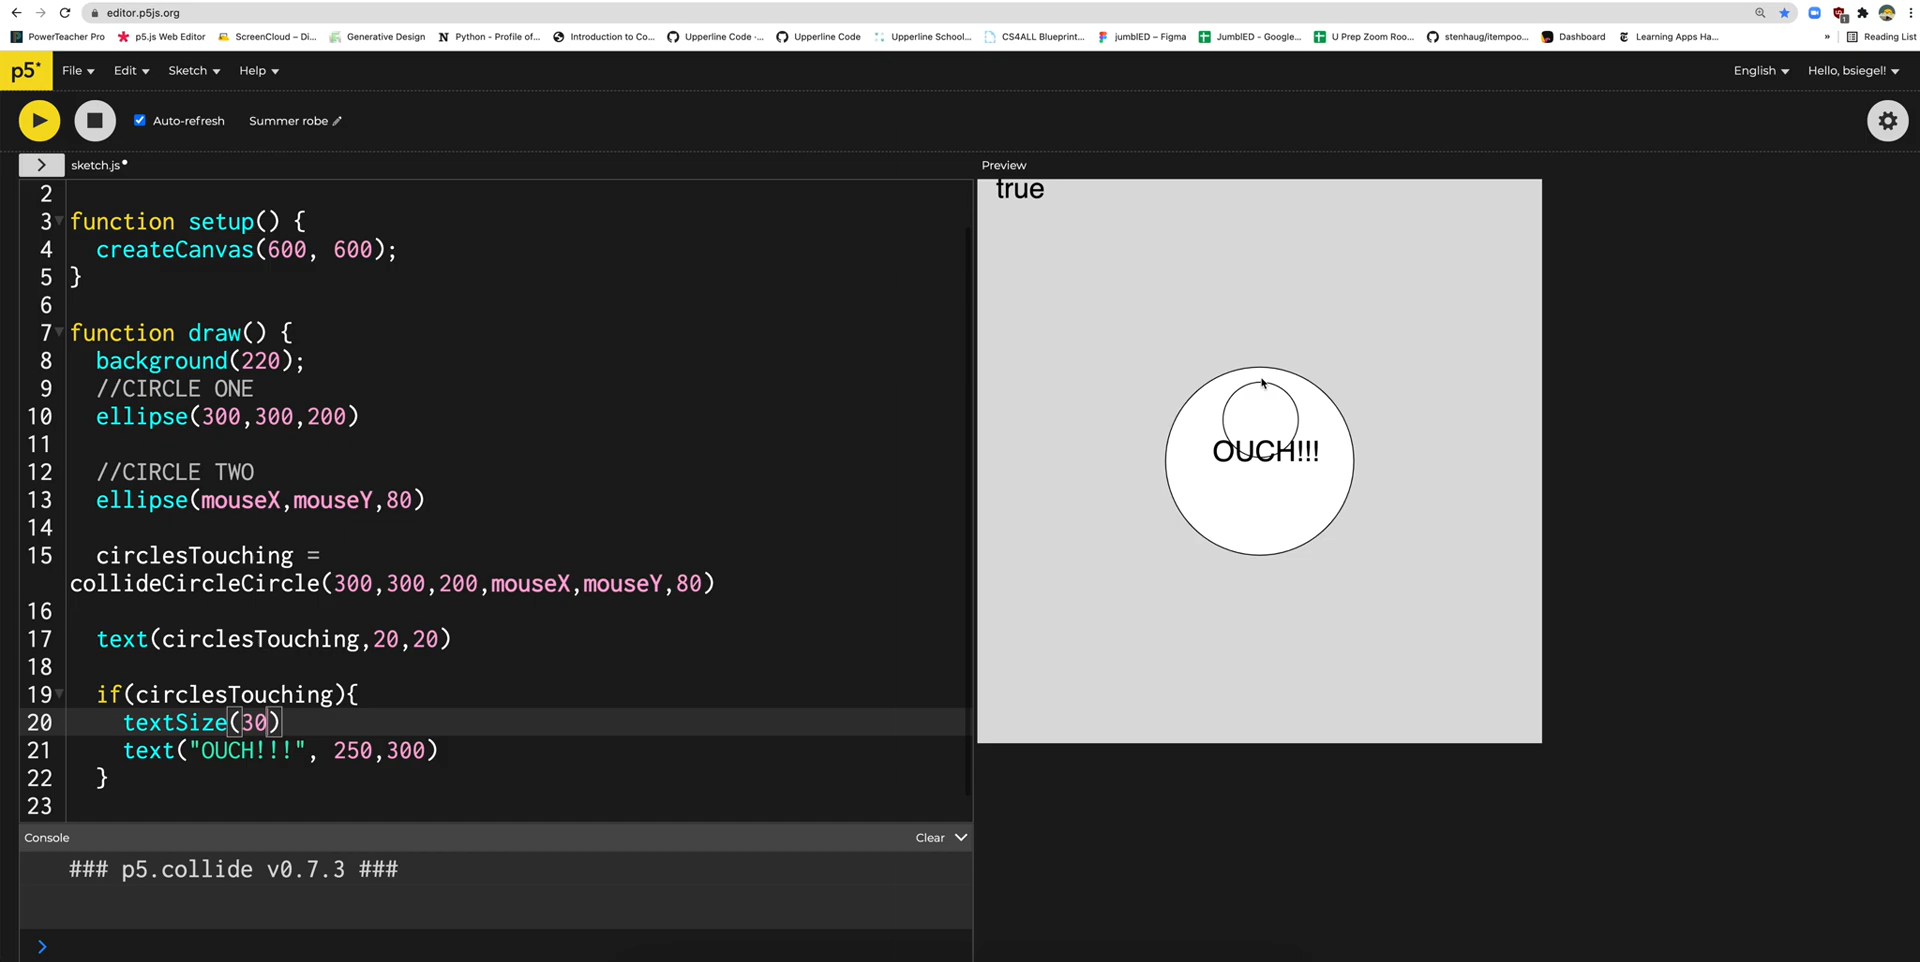 editor.p5js.org
PowerTeacher Pro p5.js Web Editor ScreenCloud – Di... Generative Design Python - Profile of... Introduction to Co... Upperline Code -... Upperline Code Upperline School... CS4ALL Blueprint... jumblED – Figma JumblED - Google... U Prep Zoom Roo... stenhaug/itempoo... Dashboard Learning Apps Ha... » Reading List
p5* File Edit Sketch Help English Hello, bsiegel!
Auto-refresh Summer robe
> sketch.js Preview
2
3 function setup() {
4 createCanvas(600, 600);
5 }
6
7 function draw() {
8 background(220);
9 //CIRCLE ONE
10 ellipse(300,300,200)
11
12 //CIRCLE TWO
13 ellipse(mouseX,mouseY,80)
14
15 circlesTouching =
collideCircleCircle(300,300,200,mouseX,mouseY,80)
16
17 text(circlesTouching,20,20)
18
19 if(circlesTouching){
20 textSize(30)
21 text("OUCH!!!", 250,300)
22 }
23
true
OUCH!!!
Console Clear
### p5.collide v0.7.3 ###
>